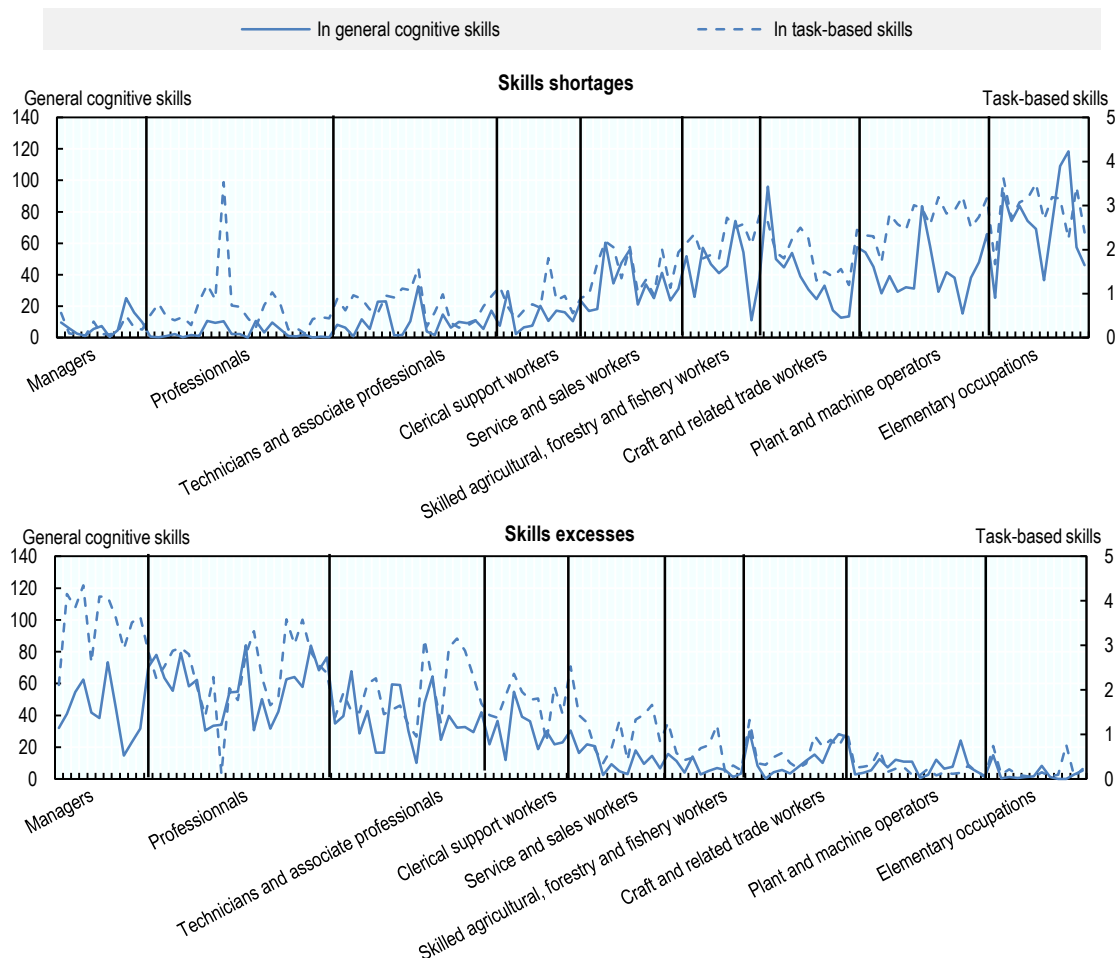 In general cognitive skills In task-based skills
Skills shortages
General cognitive skills Task-based skills
140 5
120
4
100
80 3
60
2
40
1
20
0 0
Managers
Professionnals
Technicians and associate professionals
Clerical support workers
Service and sales workers
Skilled agricultural, forestry and fishery workers
Craft and related trade workers
Plant and machine operators
Elementary occupations
Skills excesses
General cognitive skills Task-based skills
140 5
120
4
100
80 3
60
2
40
1
20
0 0
Managers
Professionnals
Technicians and associate professionals
Clerical support workers
Service and sales workers
Skilled agricultural, forestry and fishery workers
Craft and related trade workers
Plant and machine operators
Elementary occupations